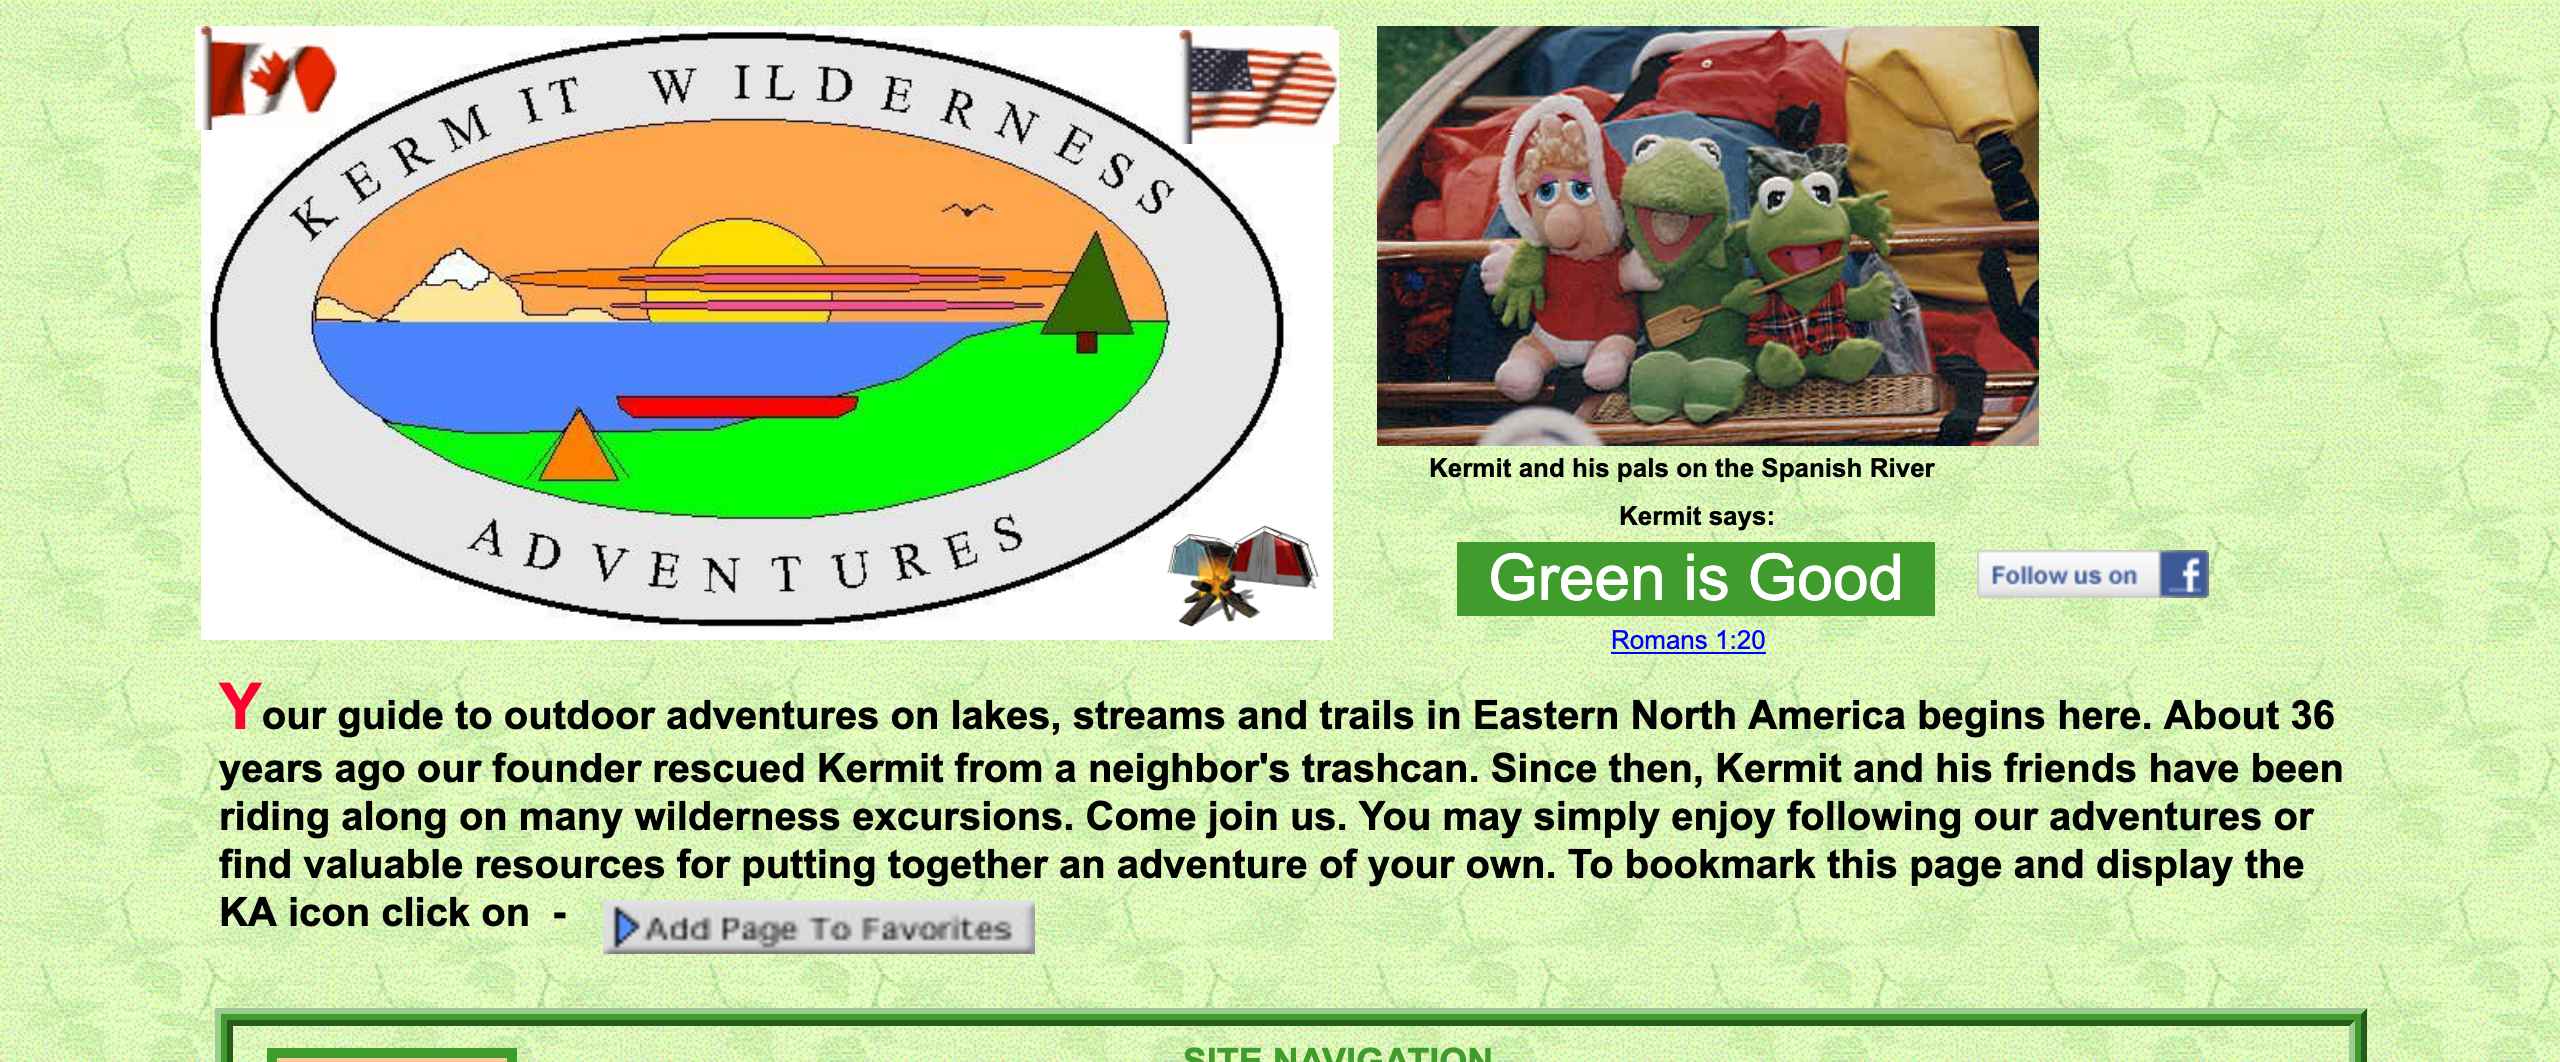 KERMIT WILDERNESS
ADVENTURES
Kermit and his pals on the Spanish River
Kermit says:
Green is Good
Follow us on f
Romans 1:20
Your guide to outdoor adventures on lakes, streams and trails in Eastern North America begins here. About 36
years ago our founder rescued Kermit from a neighbor's trashcan. Since then, Kermit and his friends have been
riding along on many wilderness excursions. Come join us. You may simply enjoy following our adventures or
find valuable resources for putting together an adventure of your own. To bookmark this page and display the
KA icon click on - Add Page To Favorites
SITE NAVIGATION